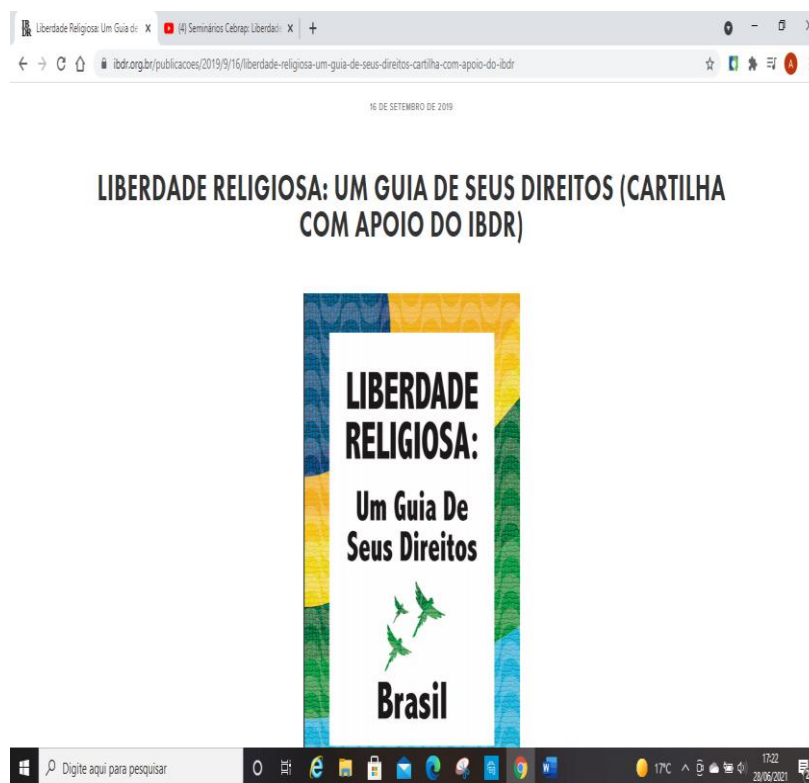 Liberdade Religiosa: Um Guia de
(4) Seminários Cebrap: Liberdad
ibdr.org.br/publicacoes/2019/9/16/liberdade-religiosa-um-guia-de-seus-direitos-cartilha-com-apoio-do-ibdr
A
16 DE SETEMBRO DE 2019
LIBERDADE RELIGIOSA: UM GUIA DE SEUS DIREITOS (CARTILHA
COM APOIO DO IBDR)
LIBERDADE
RELIGIOSA:
Um Guia De
Seus Direitos
Brasil
Digite aqui para pesquisar
17°C
17:22
28/06/2021